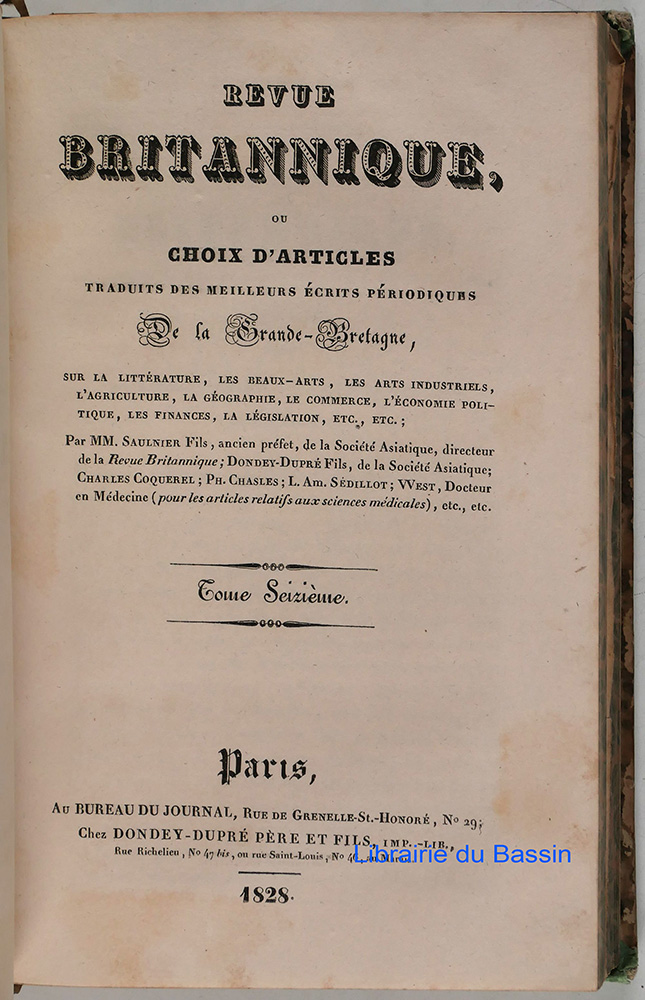 REVUE
BRITANNIQUE,
OU
CHOIX D'ARTICLES
TRADUITS DES MEILLEURS ÉCRITS PÉRIODIQUES
De la Grande-Bretagne,
SUR LA LITTÉRATURE, LES BEAUX-ARTS, LES ARTS INDUSTRIELS,
L'AGRICULTURE, LA GÉOGRAPHIE, LE COMMERCE, L'ÉCONOMIE POLI-
TIQUE, LES FINANCES, LA LÉGISLATION, ETC., ETC.;
Par MM. SAULNIER Fils, ancien préfet, de la Société Asiatique, directeur
de la Revue Britannique; DONDEY-DUPRÉ Fils, de la Société Asiatique;
CHARLES COQUEREL; PH. CHASLES; L. AM. SÉDILLOT; WEST, Docteur
en Médecine (pour les articles relatifs aux sciences médicales), etc., etc.
Tome Seizième.
Paris,
AU BUREAU DU JOURNAL, RUE DE GRENELLE-ST.-HONORÉ, No 29;
Chez DONDEY-DUPRÉ PÈRE ET FILS, IMP.-LIB.,
Rue Richelieu, No 47 bis, ou rue Saint-Louis, No
Librairie du Bassin
1828.